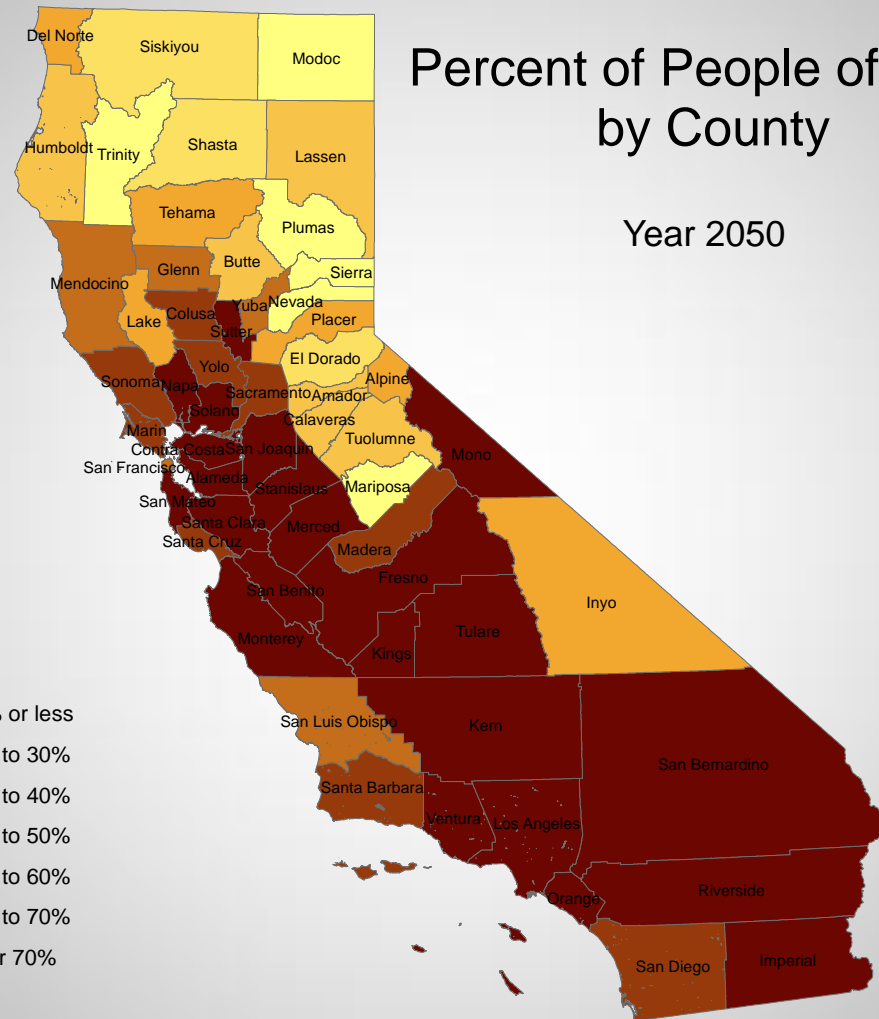 Percent of People of
by County
Year 2050
Del Norte
Siskiyou
Modoc
Humboldt
Trinity
Shasta
Lassen
Tehama
Plumas
Mendocino
Glenn
Butte
Sierra
Lake
Colusa
Yuba
Nevada
Sutter
Placer
El Dorado
Sonoma
Napa
Yolo
Sacramento
Amador
Alpine
Solano
Calaveras
Marin
Tuolumne
Contra Costa
San Joaquin
Mono
San Francisco
Alameda
Stanislaus
Mariposa
San Mateo
Santa Clara
Merced
Santa Cruz
Madera
Fresno
San Benito
Inyo
Monterey
Kings
Tulare
San Luis Obispo
Kern
San Bernardino
Santa Barbara
Ventura
Los Angeles
Orange
Riverside
San Diego
Imperial
or less
to 30%
to 40%
to 50%
to 60%
to 70%
70%